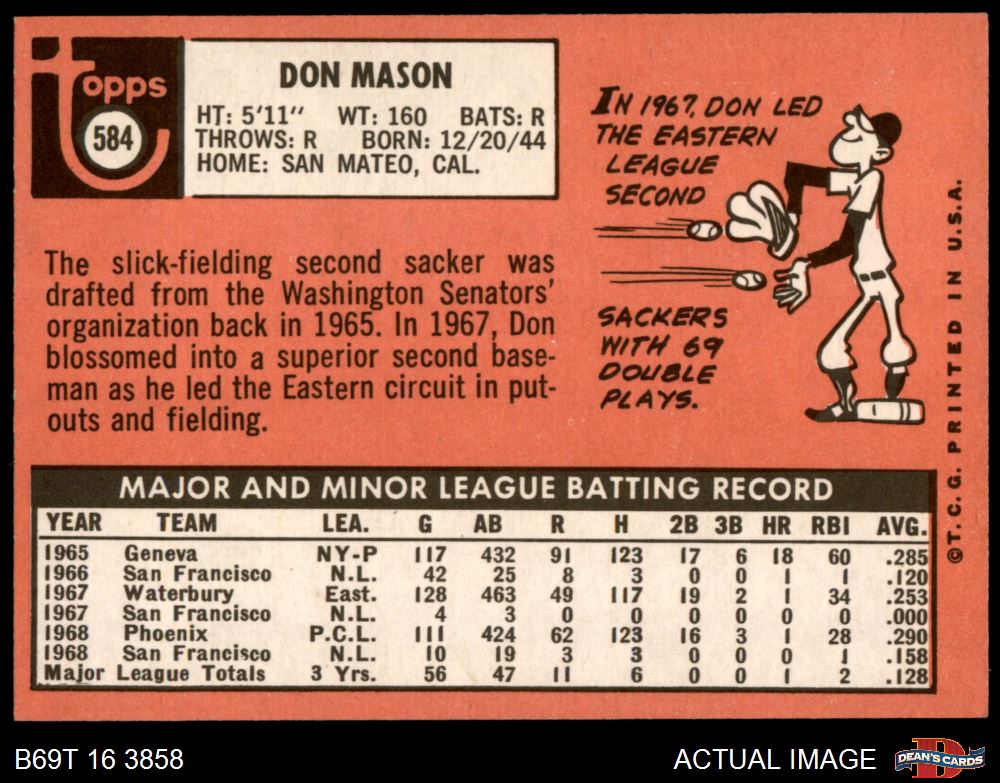 topps
584
DON MASON
HT: 5'11" WT: 160 BATS: R
THROWS: R BORN: 12/20/44
HOME: SAN MATEO, CAL.
The slick-fielding second sacker was
drafted from the Washington Senators'
organization back in 1965. In 1967, Don
blossomed into a superior second base-
man as he led the Eastern circuit in put-
outs and fielding.
IN 1967, DON LED
THE EASTERN
LEAGUE
SECOND
SACKERS
WITH 69
DOUBLE
PLAYS.
©T.C.G. PRINTED IN U.S.A.
MAJOR AND MINOR LEAGUE BATTING RECORD
YEAR TEAM LEA. G AB R H 2B 3B HR RBI AVG.
1965 Geneva NY-P 117 432 91 123 17 6 18 60 .285
1966 San Francisco N.L. 42 25 8 3 0 0 1 1 .120
1967 Waterbury East. 128 463 49 117 19 2 1 34 .253
1967 San Francisco N.L. 4 3 0 0 0 0 0 0 .000
1968 Phoenix P.C.L. 111 424 62 123 16 3 1 28 .290
1968 San Francisco N.L. 10 19 3 3 0 0 0 1 .158
Major League Totals 3 Yrs. 56 47 11 6 0 0 1 2 .128
B69T 16 3858
ACTUAL IMAGE
D
DEAN'S CARDS